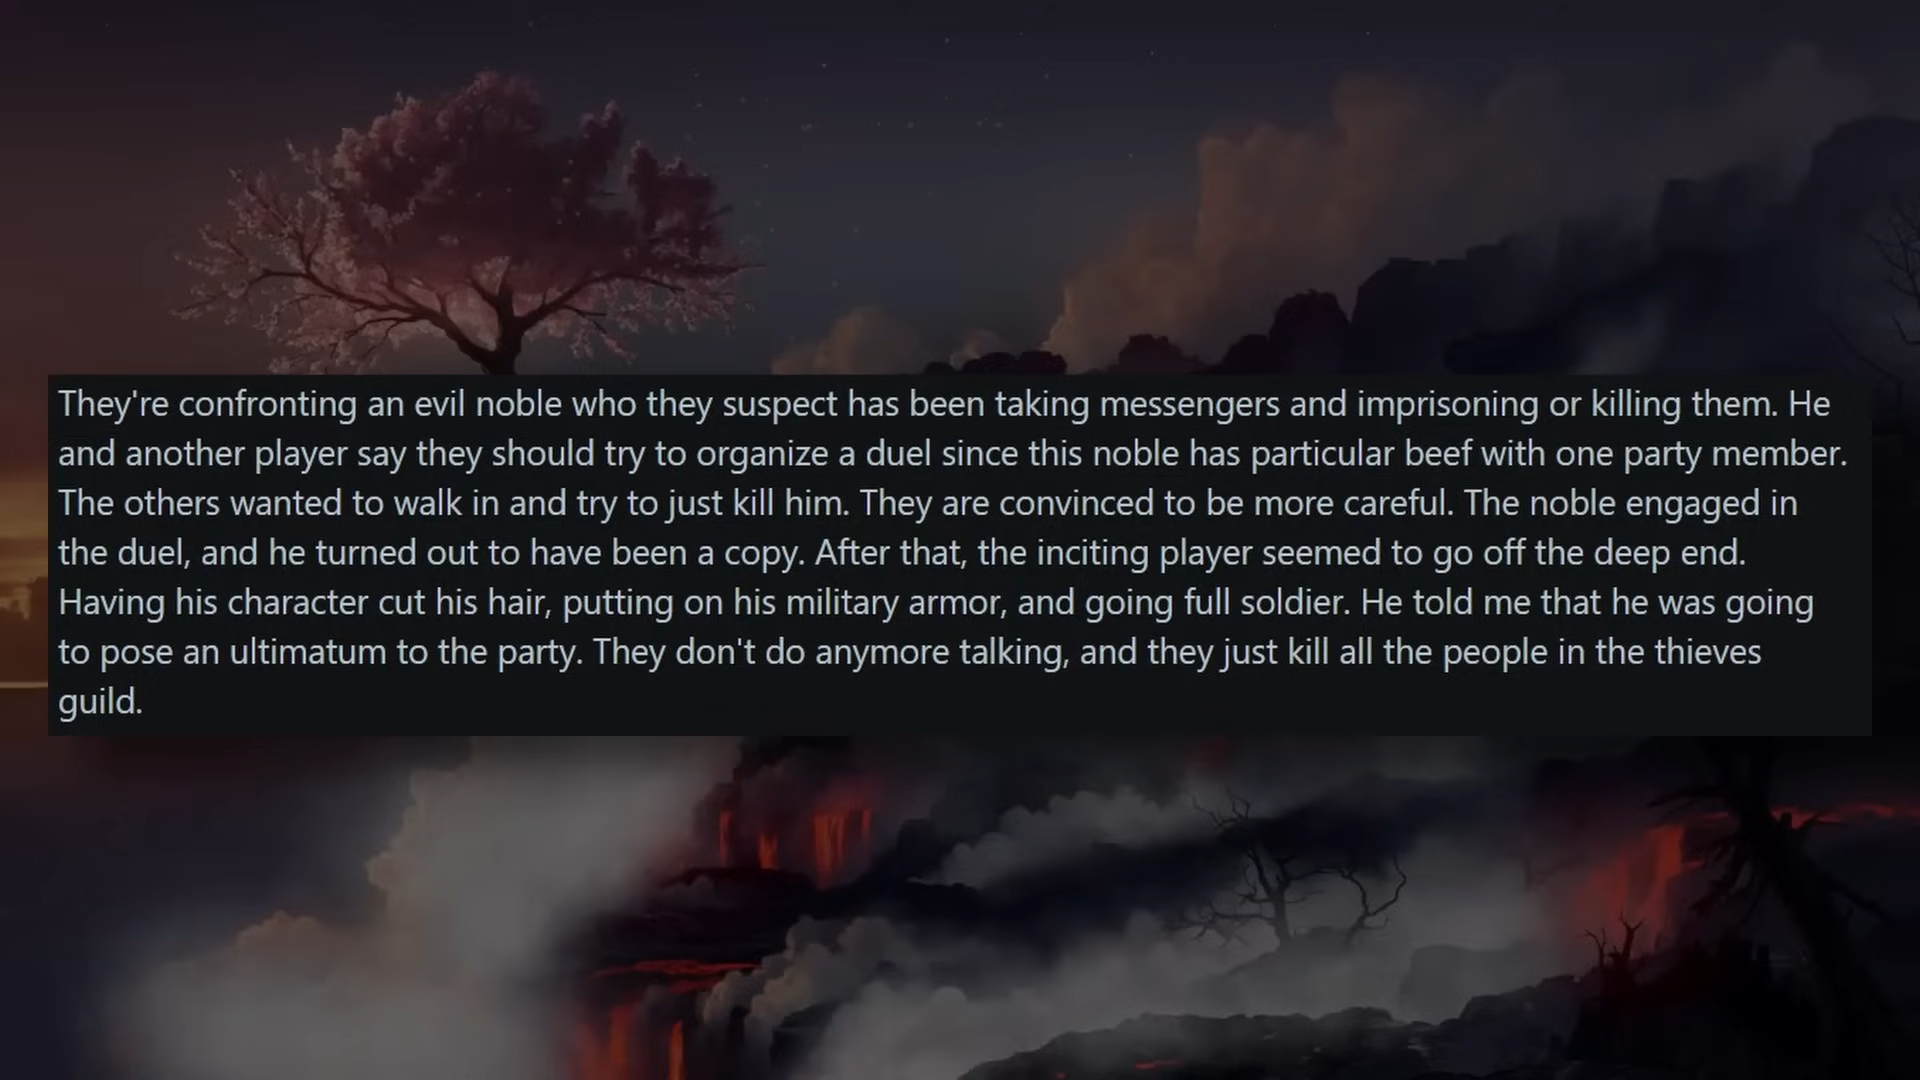 They're confronting an evil noble who they suspect has been taking messengers and imprisoning or killing them. He
and another player say they should try to organize a duel since this noble has particular beef with one party member.
The others wanted to walk in and try to just kill him. They are convinced to be more careful. The noble engaged in
the duel, and he turned out to have been a copy. After that, the inciting player seemed to go off the deep end.
Having his character cut his hair, putting on his military armor, and going full soldier. He told me that he was going
to pose an ultimatum to the party. They don't do anymore talking, and they just kill all the people in the thieves
guild.